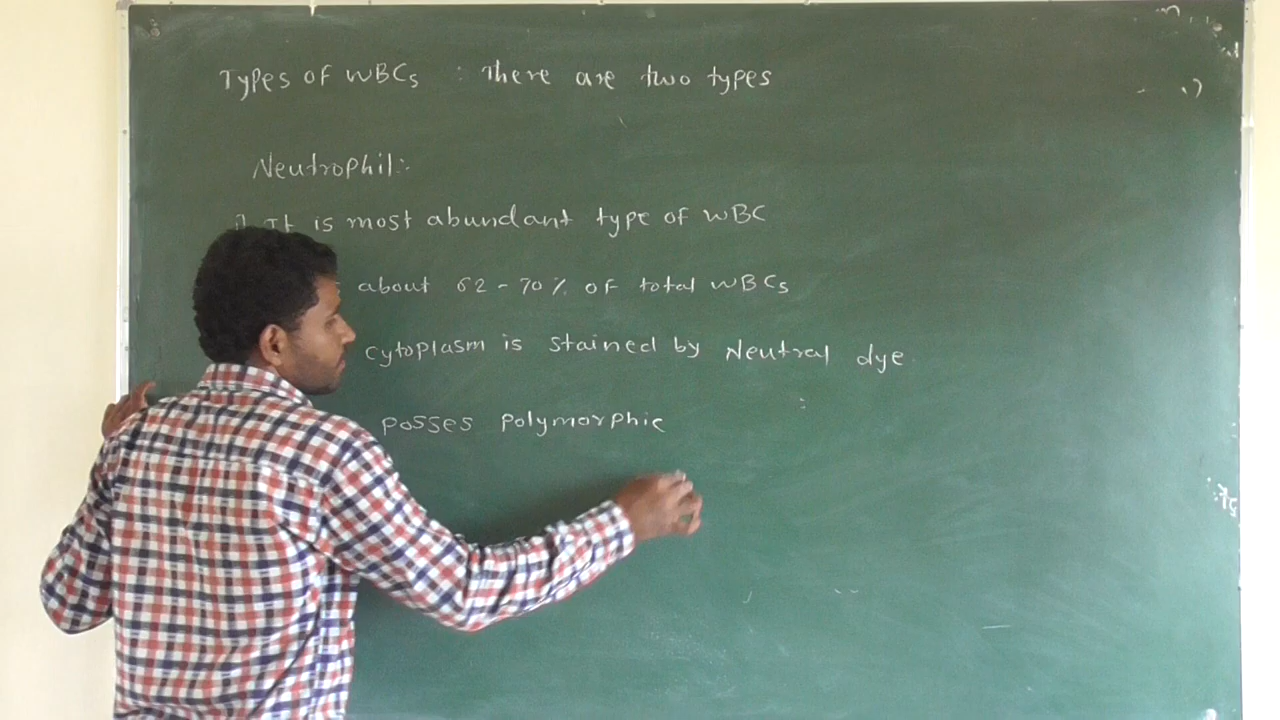 Types of WBCs : There are two types
Neutrophil:-
It is most abundant type of WBC
about 62-70% of total WBCs
cytoplasm is stained by Neutral dye
posses polymorphic